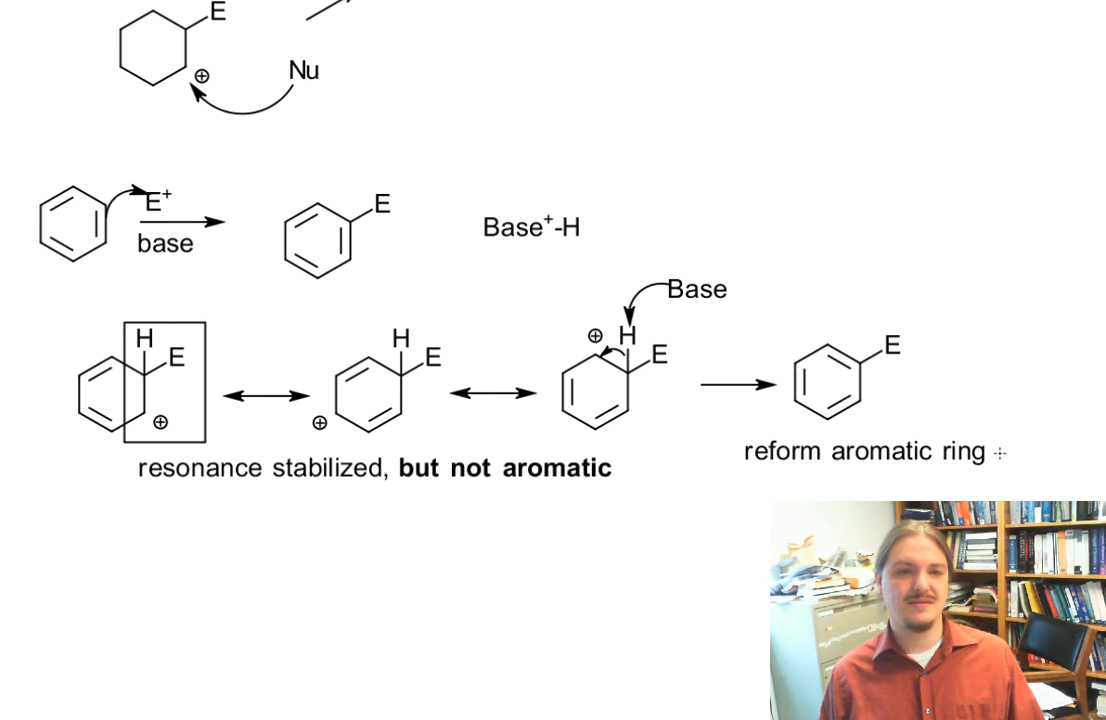 E
⊕
Nu
E⁺
base
E
Base⁺-H
Base
H
E
⊕
H
E
⊕
⊕
H
E
E
resonance stabilized, but not aromatic
reform aromatic ring